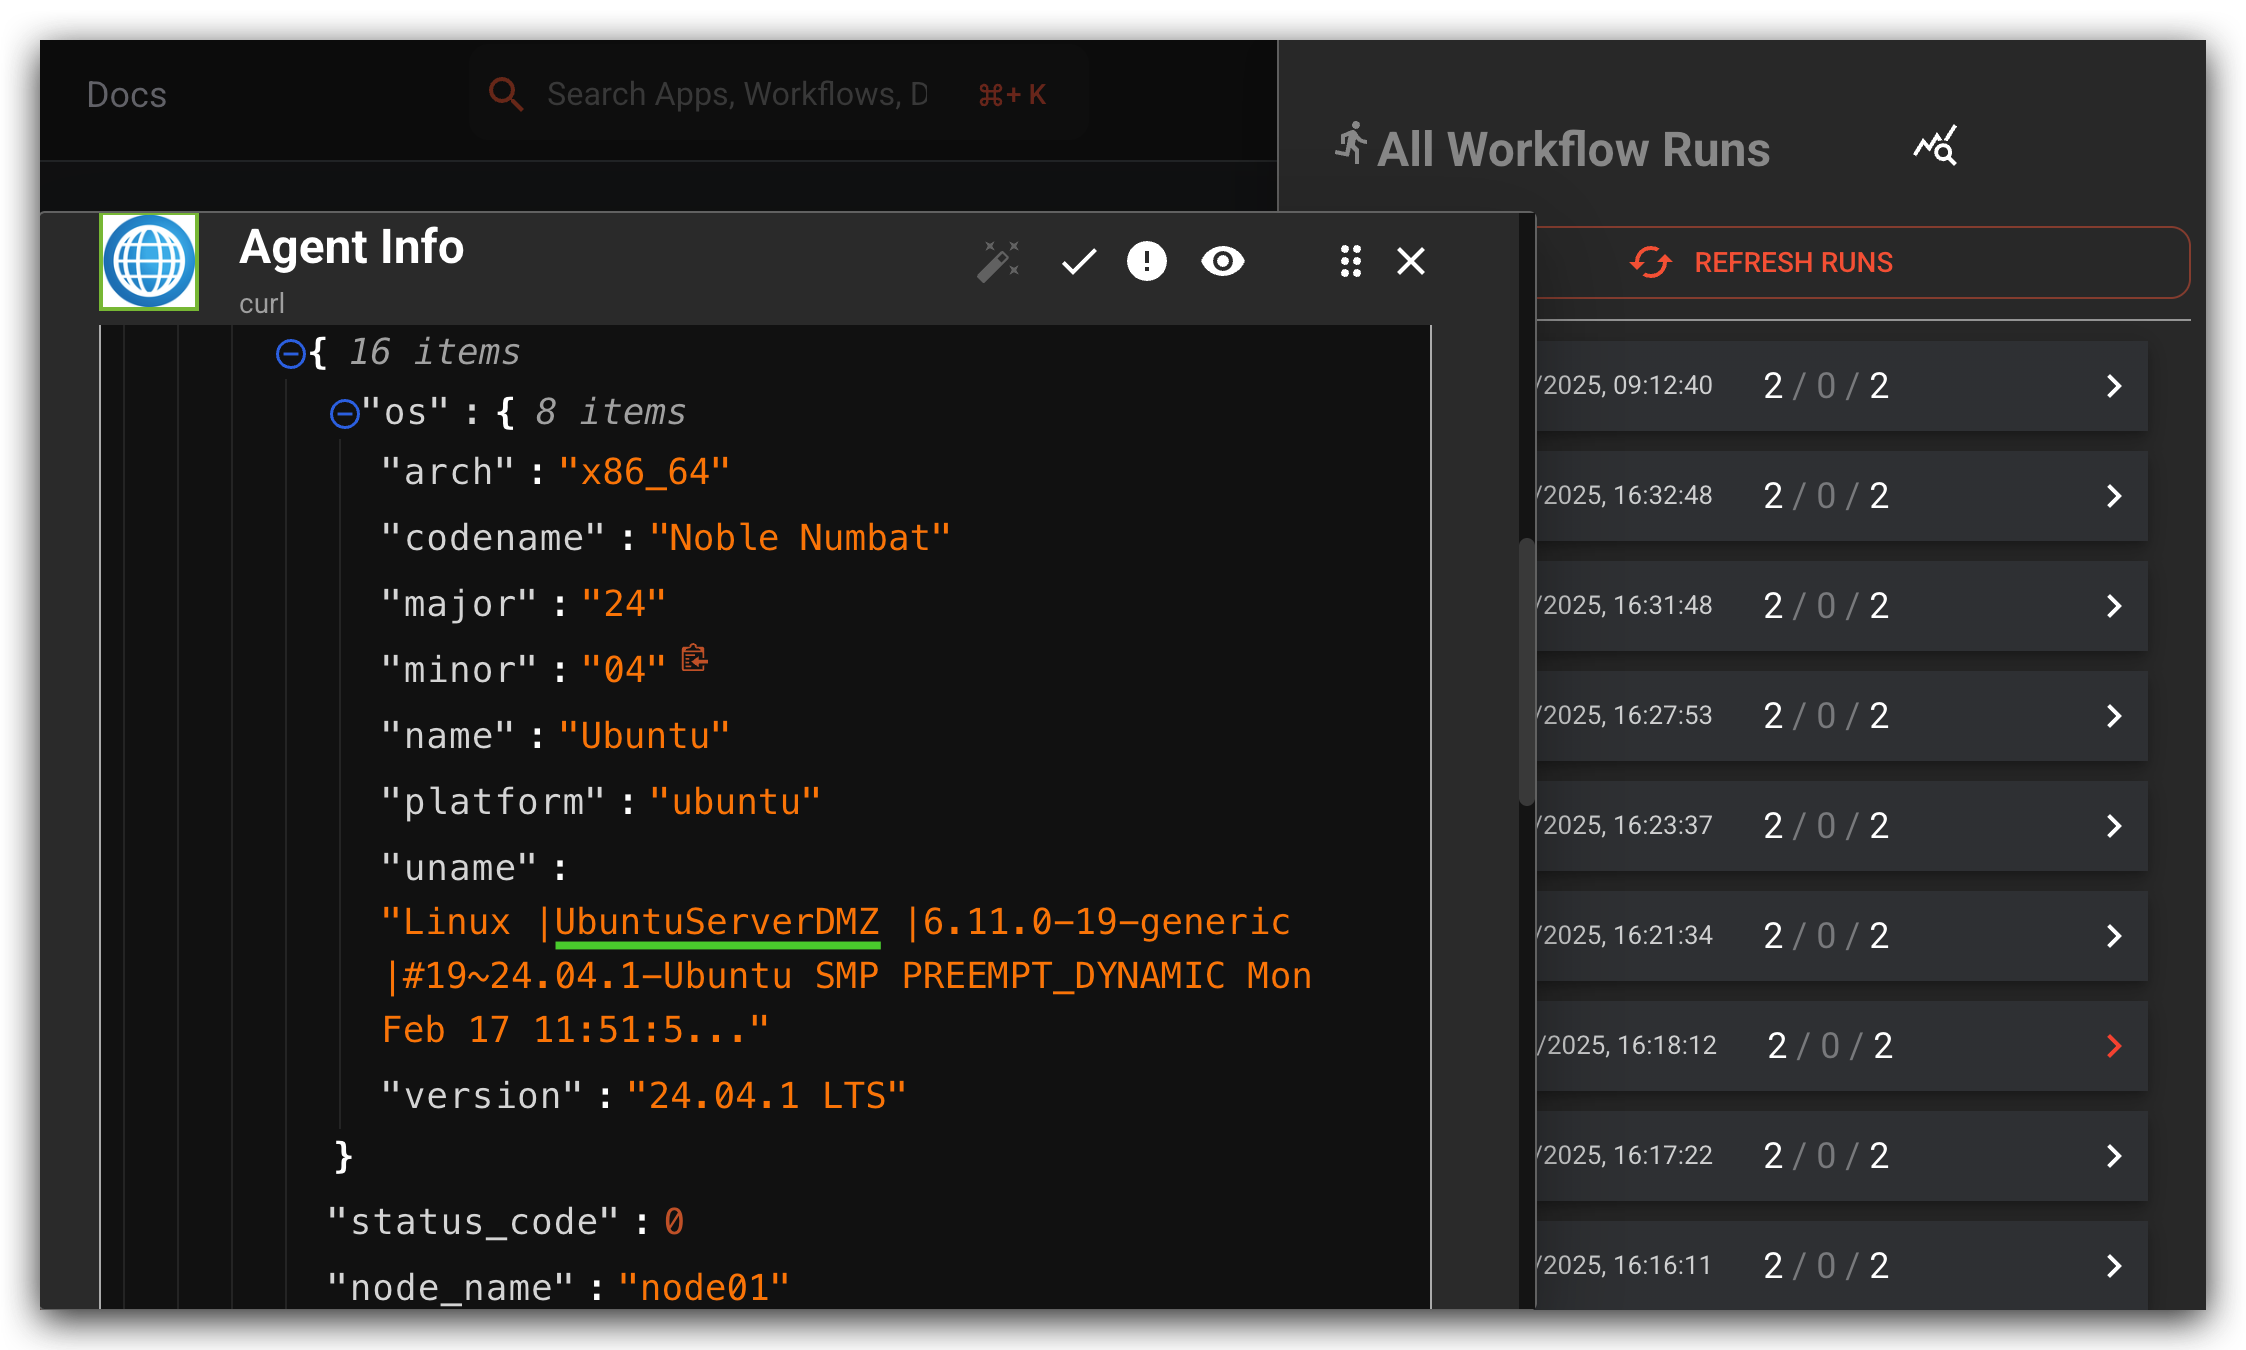 Docs
Search Apps, Workflows, D
⌘+ K
All Workflow Runs
Agent Info
curl
REFRESH RUNS
{ 16 items
"os" : { 8 items
"arch" : "x86_64"
"codename" : "Noble Numbat"
"major" : "24"
"minor" : "04"
"name" : "Ubuntu"
"platform" : "ubuntu"
"uname" :
"Linux |UbuntuServerDMZ |6.11.0-19-generic
|#19~24.04.1-Ubuntu SMP PREEMPT_DYNAMIC Mon
Feb 17 11:51:5..."
"version" : "24.04.1 LTS"
}
"status_code" : 0
"node_name" : "node01"
/2025, 09:12:40 2 / 0 / 2
/2025, 16:32:48 2 / 0 / 2
/2025, 16:31:48 2 / 0 / 2
/2025, 16:27:53 2 / 0 / 2
/2025, 16:23:37 2 / 0 / 2
/2025, 16:21:34 2 / 0 / 2
/2025, 16:18:12 2 / 0 / 2
/2025, 16:17:22 2 / 0 / 2
/2025, 16:16:11 2 / 0 / 2